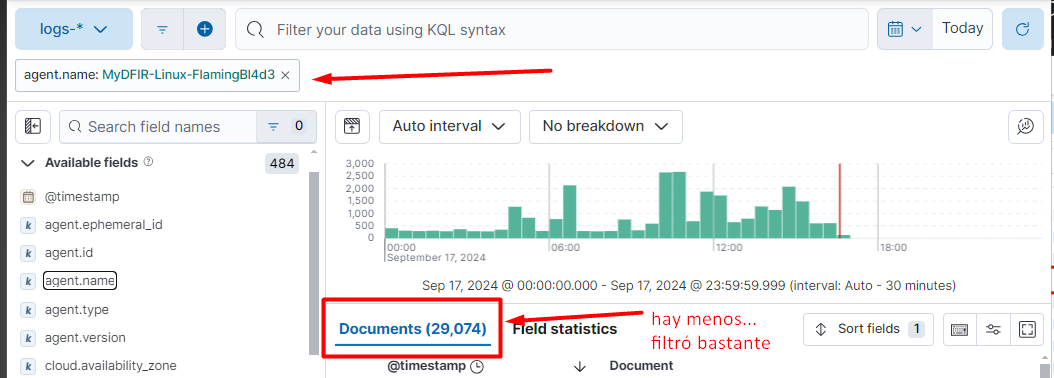 logs-*
Filter your data using KQL syntax
Today
agent.name: MyDFIR-Linux-FlamingBl4d3 ×
Search field names
0
Auto interval
No breakdown
Available fields
484
@timestamp
agent.ephemeral_id
agent.id
agent.name
agent.type
agent.version
cloud.availability_zone
3,000
2,500
2,000
1,500
1,000
500
0
00:00
September 17, 2024
06:00
12:00
18:00
Sep 17, 2024 @ 00:00:00.000 - Sep 17, 2024 @ 23:59:59.999 (interval: Auto - 30 minutes)
Documents (29,074)
Field statistics
hay menos...
filtró bastante
Sort fields 1
@timestamp
Document